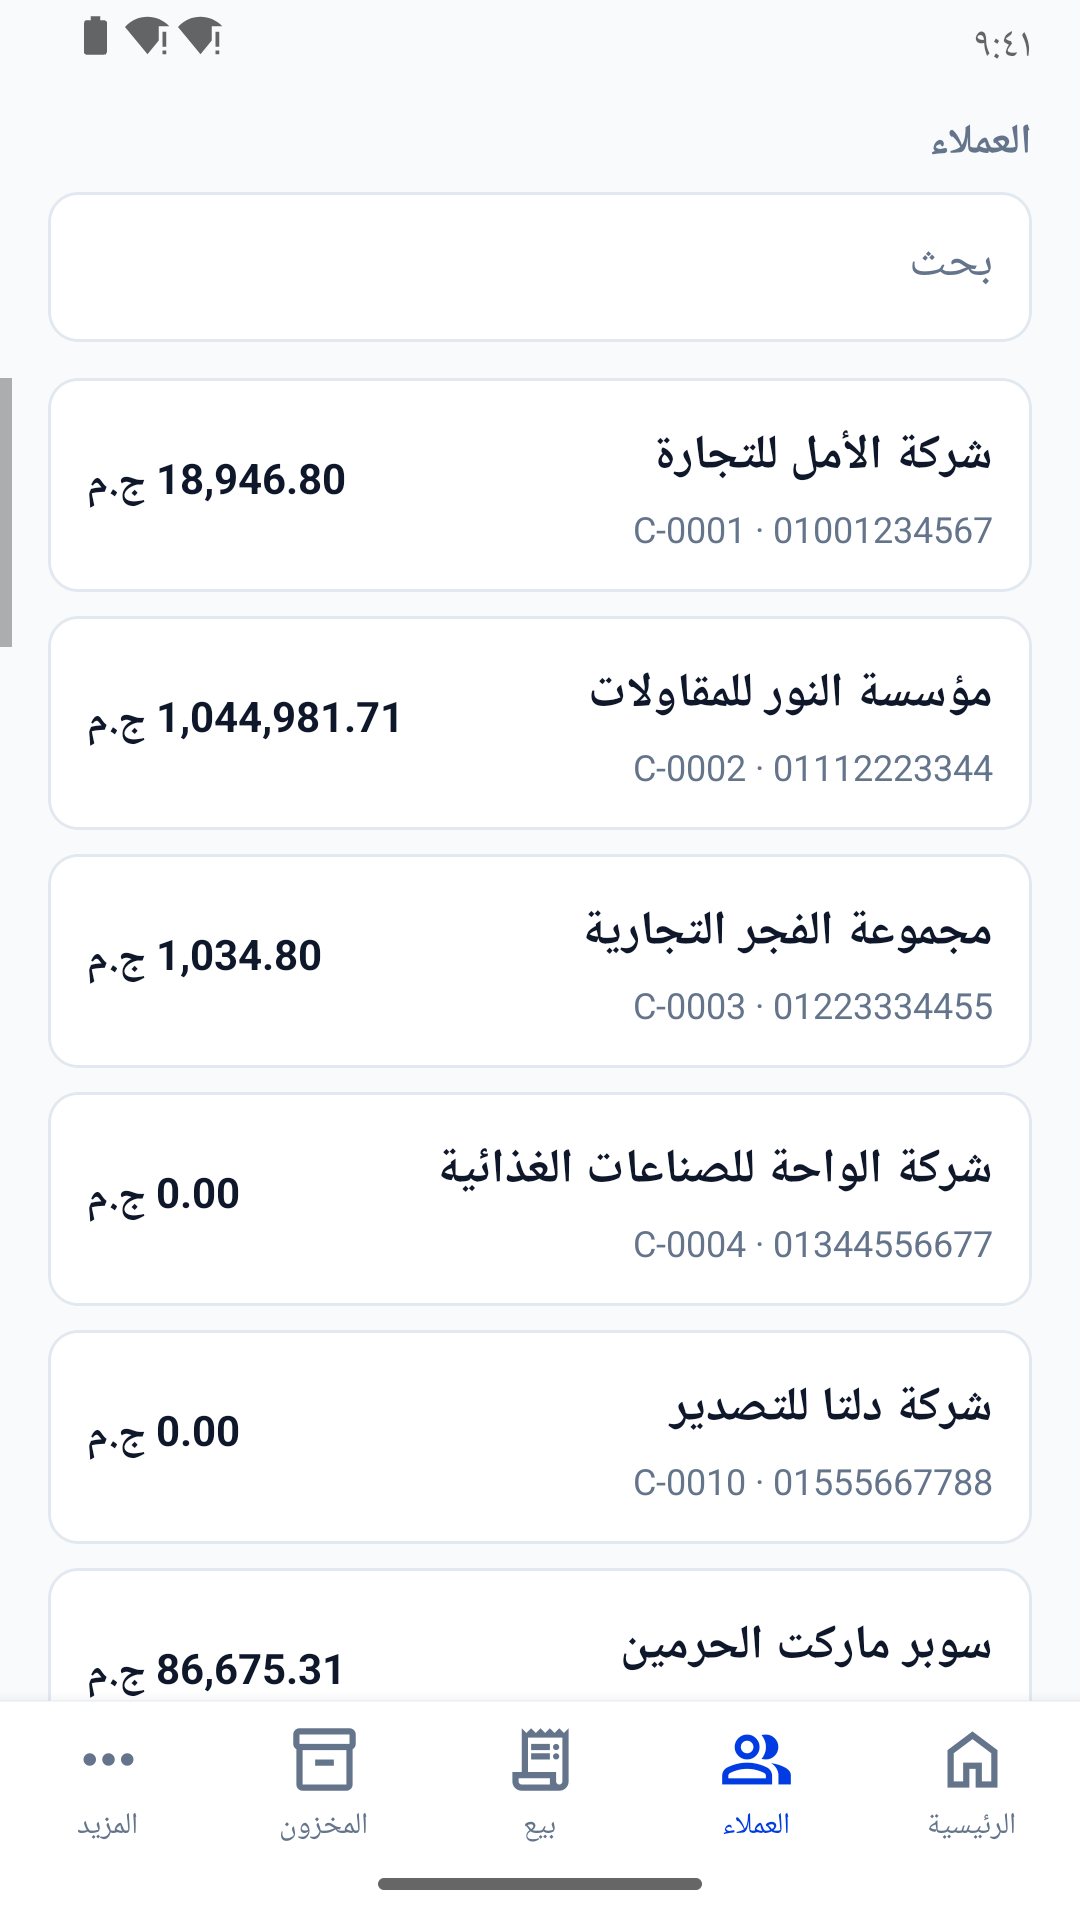 ٩:٤١
العملاء
بحث
شركة الأمل للتجارة
18,946.80 ج.م
C-0001 · 01001234567
مؤسسة النور للمقاولات
1,044,981.71 ج.م
C-0002 · 01112223344
مجموعة الفجر التجارية
1,034.80 ج.م
C-0003 · 01223334455
شركة الواحة للصناعات الغذائية
0.00 ج.م
C-0004 · 01344556677
شركة دلتا للتصدير
0.00 ج.م
C-0010 · 01555667788
سوبر ماركت الحرمين
86,675.31 ج.م
الرئيسية
العملاء
بيع
المخزون
المزيد